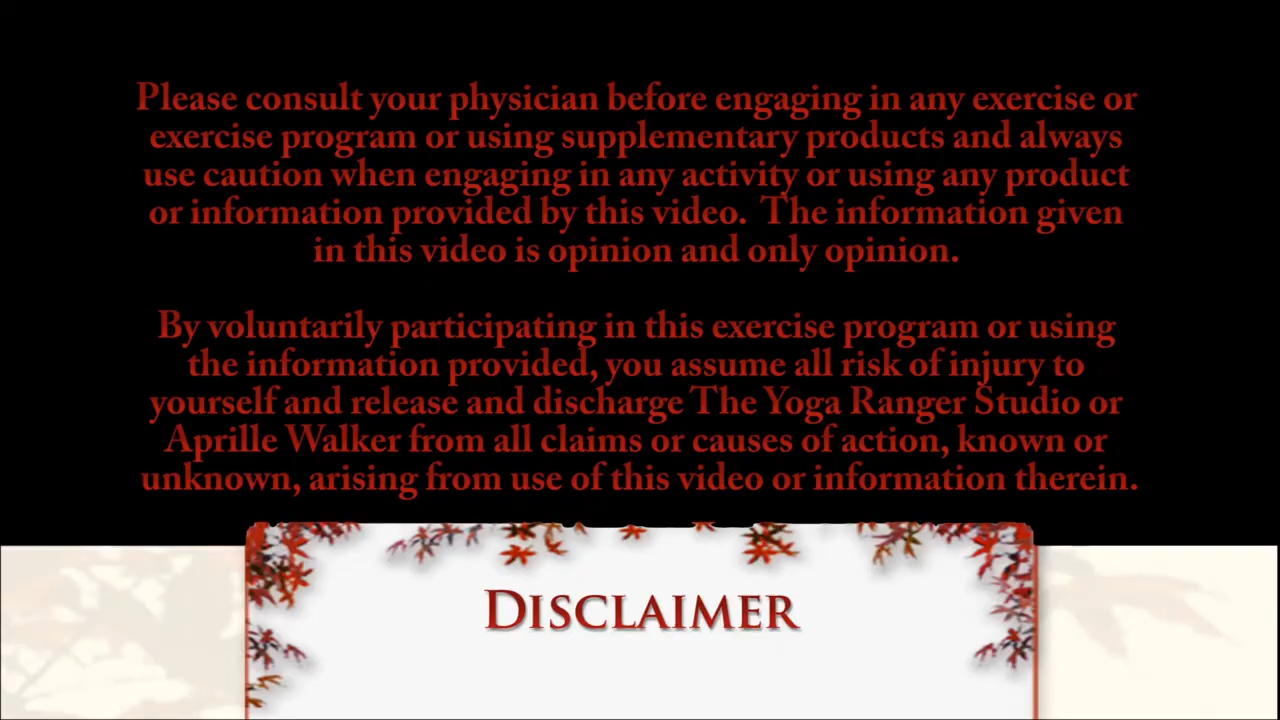 Please consult your physician before engaging in any exercise or
exercise program or using supplementary products and always
use caution when engaging in any activity or using any product
or information provided by this video.  The information given
in this video is opinion and only opinion.
By voluntarily participating in this exercise program or using
the information provided, you assume all risk of injury to
yourself and release and discharge The Yoga Ranger Studio or
Aprille Walker from all claims or causes of action, known or
unknown, arising from use of this video or information therein.
Disclaimer